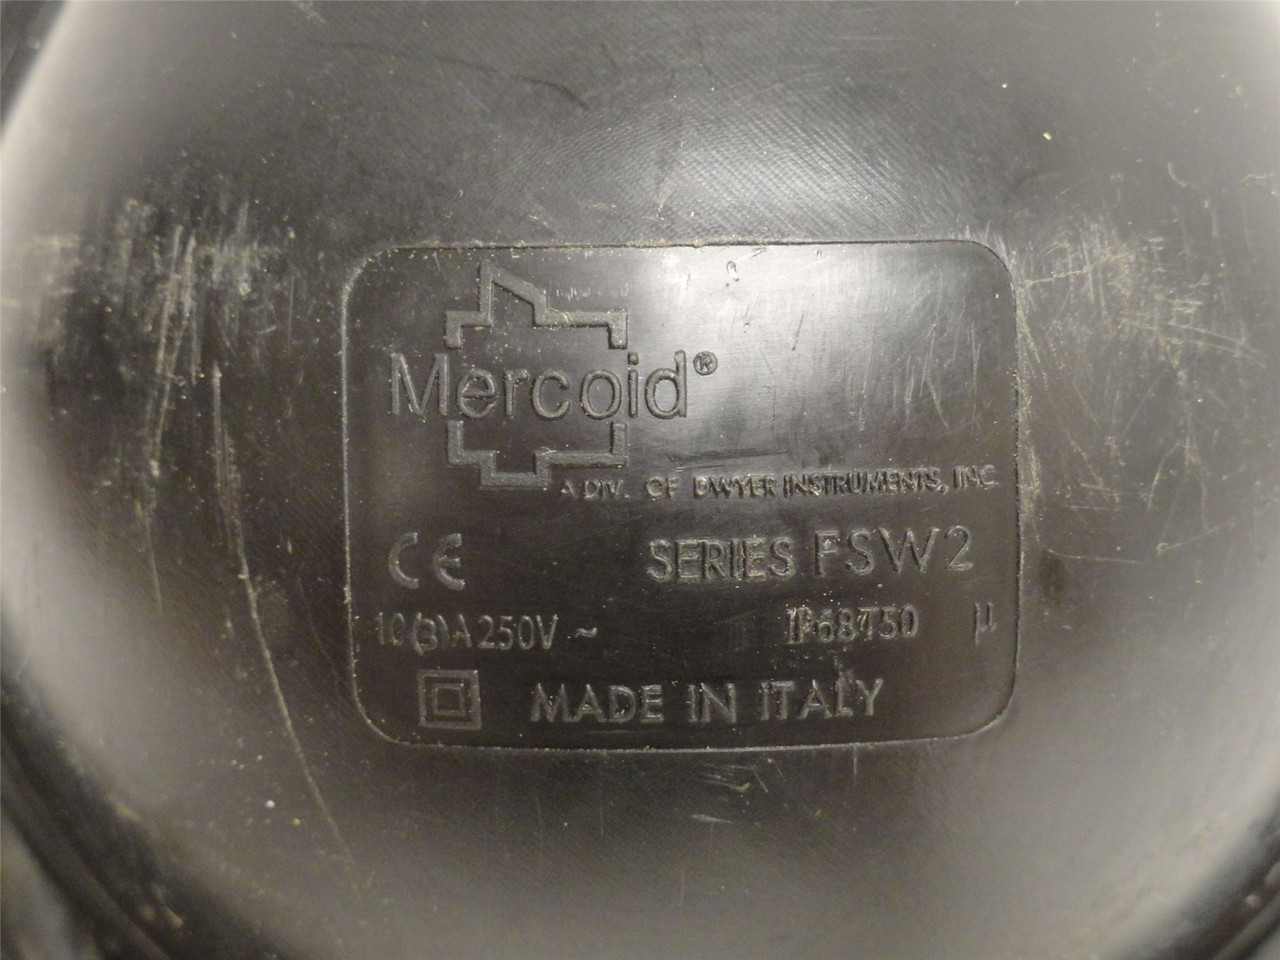 Mercoid®
A DIV. OF DWYER INSTRUMENTS, INC.
CE SERIES FSW2
10(3)A 250V ~ IP68T50 μ
MADE IN ITALY